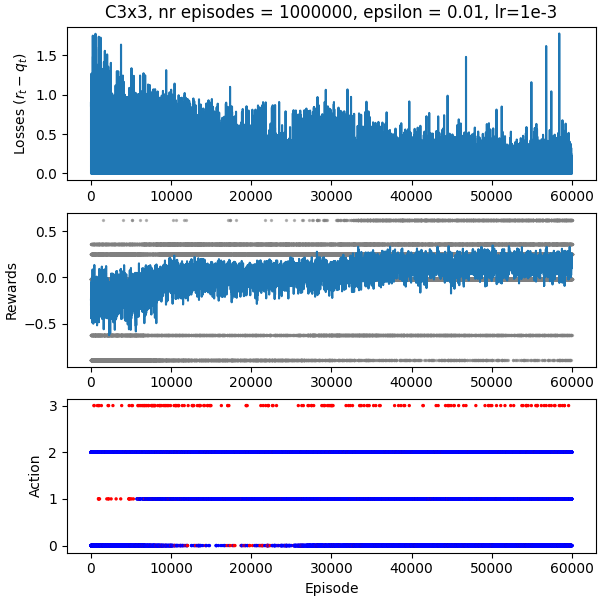 C3x3, nr episodes = 1000000, epsilon = 0.01, lr=1e-3
Losses (r_t − q_t)
1.5
1.0
0.5
0.0
0 10000 20000 30000 40000 50000 60000
Rewards
0.5
0.0
−0.5
0 10000 20000 30000 40000 50000 60000
Action
3
2
1
0
0 10000 20000 30000 40000 50000 60000
Episode